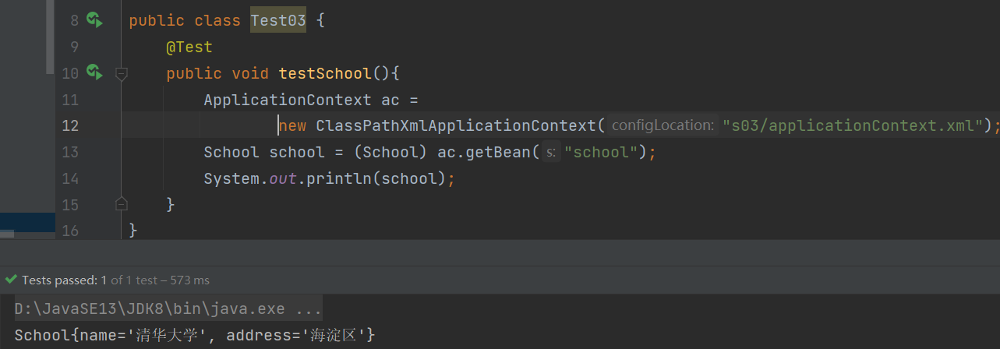 8 public class Test03 {
9 @Test
10 public void testSchool(){
11 ApplicationContext ac =
12 new ClassPathXmlApplicationContext( configLocation: "s03/applicationContext.xml");
13 School school = (School) ac.getBean( s: "school");
14 System.out.println(school);
15 }
16 }
Tests passed: 1 of 1 test – 573 ms
D:\JavaSE13\JDK8\bin\java.exe ...
School{name='清华大学', address='海淀区'}